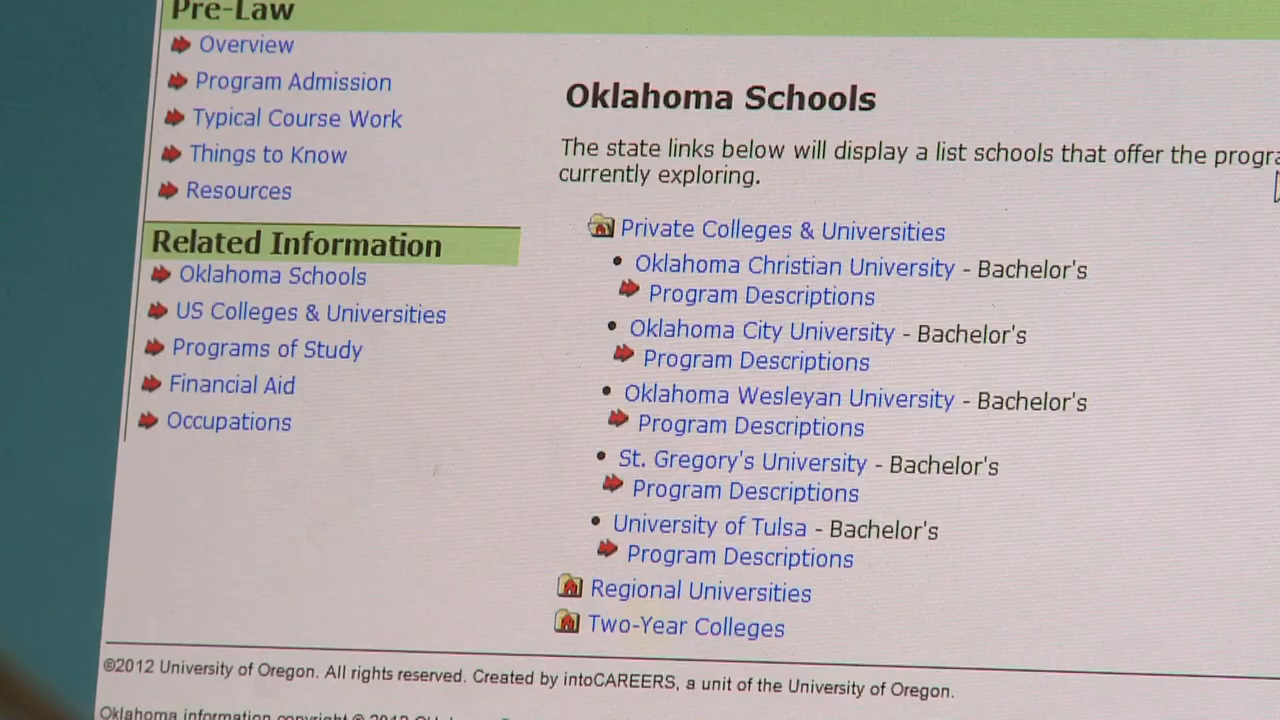 Pre-Law
Overview
Program Admission
Typical Course Work
Things to Know
Resources
Related Information
Oklahoma Schools
US Colleges & Universities
Programs of Study
Financial Aid
Occupations
Oklahoma Schools
The state links below will display a list schools that offer the
currently exploring.
Private Colleges & Universities
• Oklahoma Christian University - Bachelor's
Program Descriptions
• Oklahoma City University - Bachelor's
Program Descriptions
• Oklahoma Wesleyan University - Bachelor's
Program Descriptions
• St. Gregory's University - Bachelor's
Program Descriptions
• University of Tulsa - Bachelor's
Program Descriptions
Regional Universities
Two-Year Colleges
©2012 University of Oregon. All rights reserved. Created by intoCAREERS, a unit of the University of Oregon.
Oklahoma information copyright ©